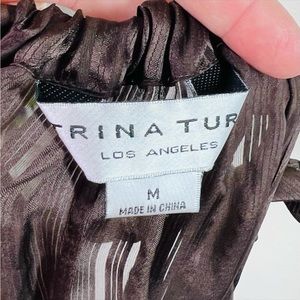 TRINA TUR
LOS ANGELES
M
MADE IN CHINA